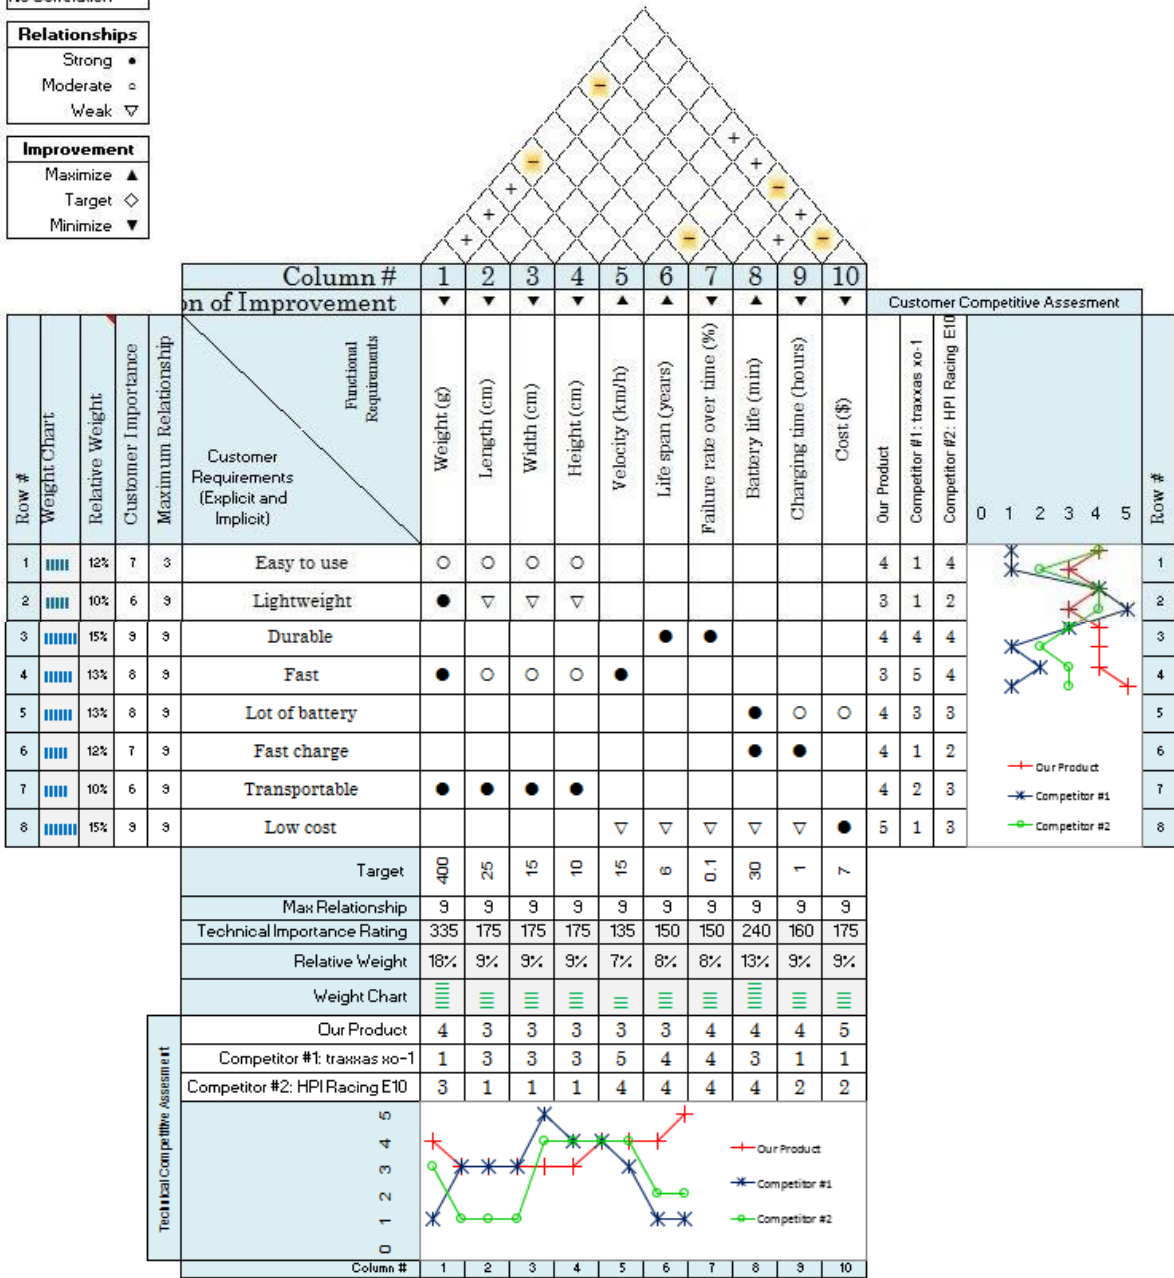 No Correlation
Relationships
Strong ●
Moderate ○
Weak ▽
Improvement
Maximize ▲
Target ◇
Minimize ▼
− + + − + + − + + − + −
Column # 1 2 3 4 5 6 7 8 9 10
on of Improvement ▼ ▼ ▼ ▼ ▲ ▲ ▼ ▲ ▼ ▼ Customer Competitive Assesment
Row #
Weight Chart
Relative Weight
Customer Importance
Maximum Relationship
Functional
Requirements
Customer
Requirements
(Explicit and
Implicit)
Weight (g)
Length (cm)
Width (cm)
Height (cm)
Velocity (km/h)
Life span (years)
Failure rate over time (%)
Battery life (min)
Charging time (hours)
Cost ($)
Our Product
Competitor #1: traxxas xo-1
Competitor #2: HPI Racing E10
0 1 2 3 4 5
Row #
1 12% 7 3 Easy to use ○ ○ ○ ○ 4 1 4 1
2 10% 6 9 Lightweight ● ▽ ▽ ▽ 3 1 2 2
3 15% 9 9 Durable ● ● 4 4 4 3
4 13% 8 9 Fast ● ○ ○ ○ ● 3 5 4 4
5 13% 8 9 Lot of battery ● ○ ○ 4 3 3 5
6 12% 7 9 Fast charge ● ● 4 1 2 6
7 10% 6 9 Transportable ● ● ● ● 4 2 3 7
8 15% 9 9 Low cost ▽ ▽ ▽ ▽ ▽ ● 5 1 3 8
Our Product
Competitor #1
Competitor #2
Target 400 25 15 10 15 6 0.1 30 1 7
Max Relationship 9 9 9 9 9 9 9 9 9 9
Technical Importance Rating 335 175 175 175 135 150 150 240 160 175
Relative Weight 18% 9% 9% 9% 7% 8% 8% 13% 9% 9%
Weight Chart
Technical Competitive Assesment
Our Product 4 3 3 3 3 3 4 4 4 5
Competitor #1: traxxas xo-1 1 3 3 3 5 4 4 3 1 1
Competitor #2: HPI Racing E10 3 1 1 1 4 4 4 4 2 2
5
4
3
2
1
0
Our Product
Competitor #1
Competitor #2
Column # 1 2 3 4 5 6 7 8 9 10